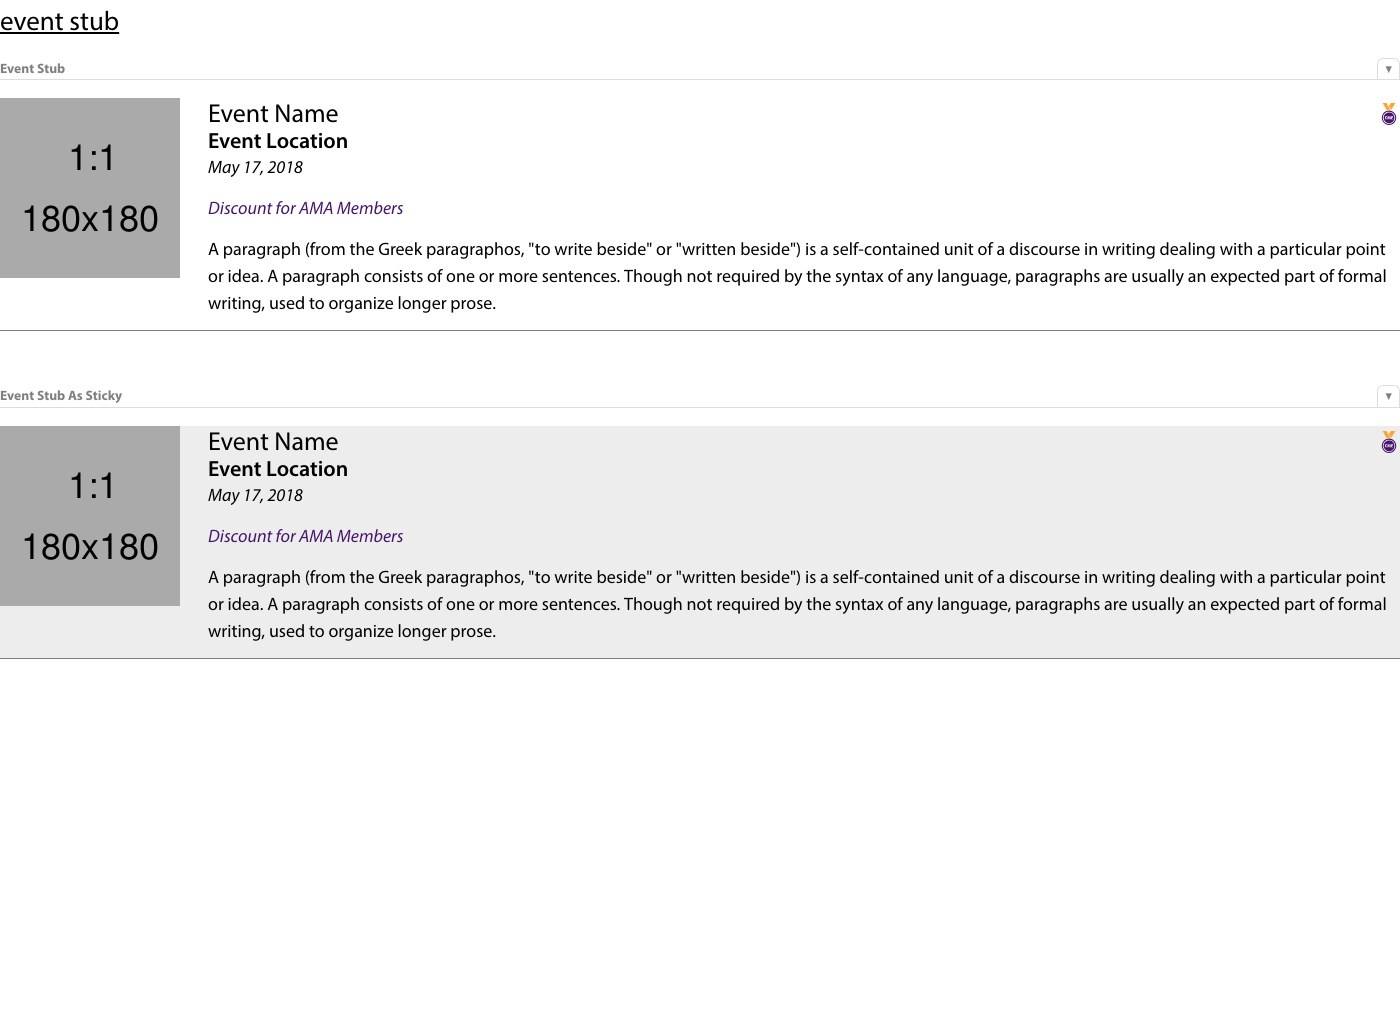 event stub
Event Stub
▼
1:1
180x180
Event Name
Event Location
May 17, 2018
Discount for AMA Members
A paragraph (from the Greek paragraphos, "to write beside" or "written beside") is a self-contained unit of a discourse in writing dealing with a particular point
or idea. A paragraph consists of one or more sentences. Though not required by the syntax of any language, paragraphs are usually an expected part of formal
writing, used to organize longer prose.
Event Stub As Sticky
▼
1:1
180x180
Event Name
Event Location
May 17, 2018
Discount for AMA Members
A paragraph (from the Greek paragraphos, "to write beside" or "written beside") is a self-contained unit of a discourse in writing dealing with a particular point
or idea. A paragraph consists of one or more sentences. Though not required by the syntax of any language, paragraphs are usually an expected part of formal
writing, used to organize longer prose.